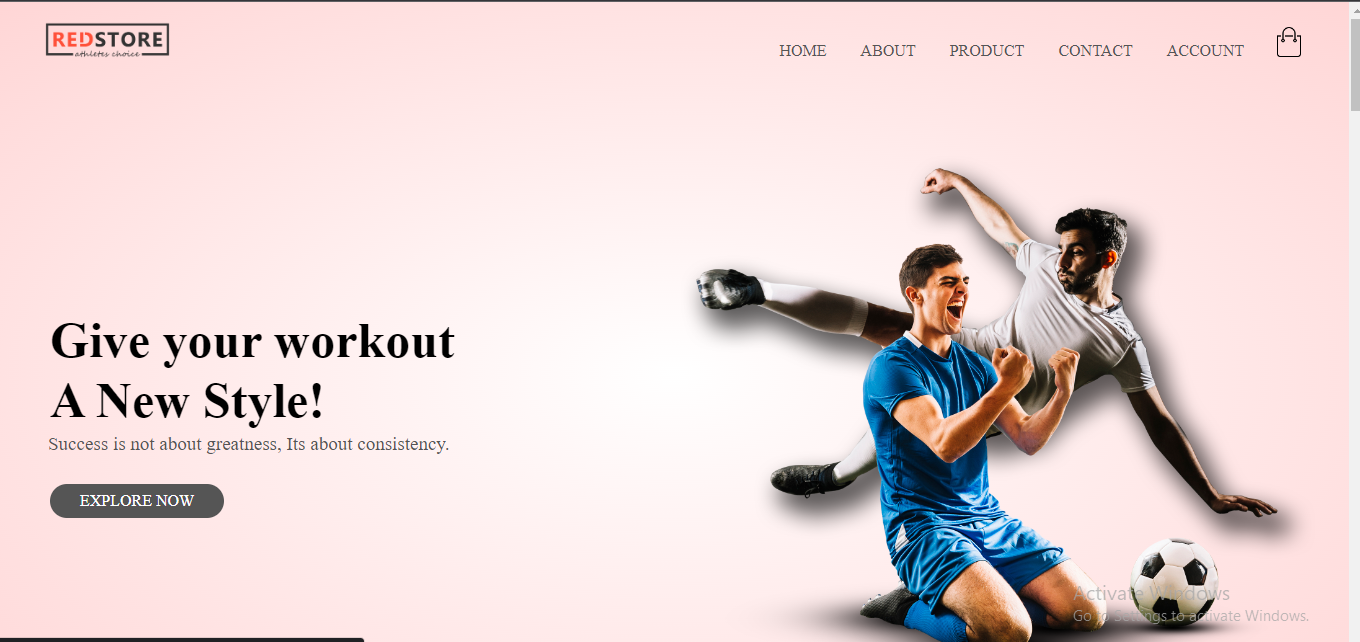 REDSTORE
athletes choice
HOME ABOUT PRODUCT CONTACT ACCOUNT
Give your workout
A New Style!
Success is not about greatness, Its about consistency.
EXPLORE NOW
Activate Windows
Go to Settings to activate Windows.